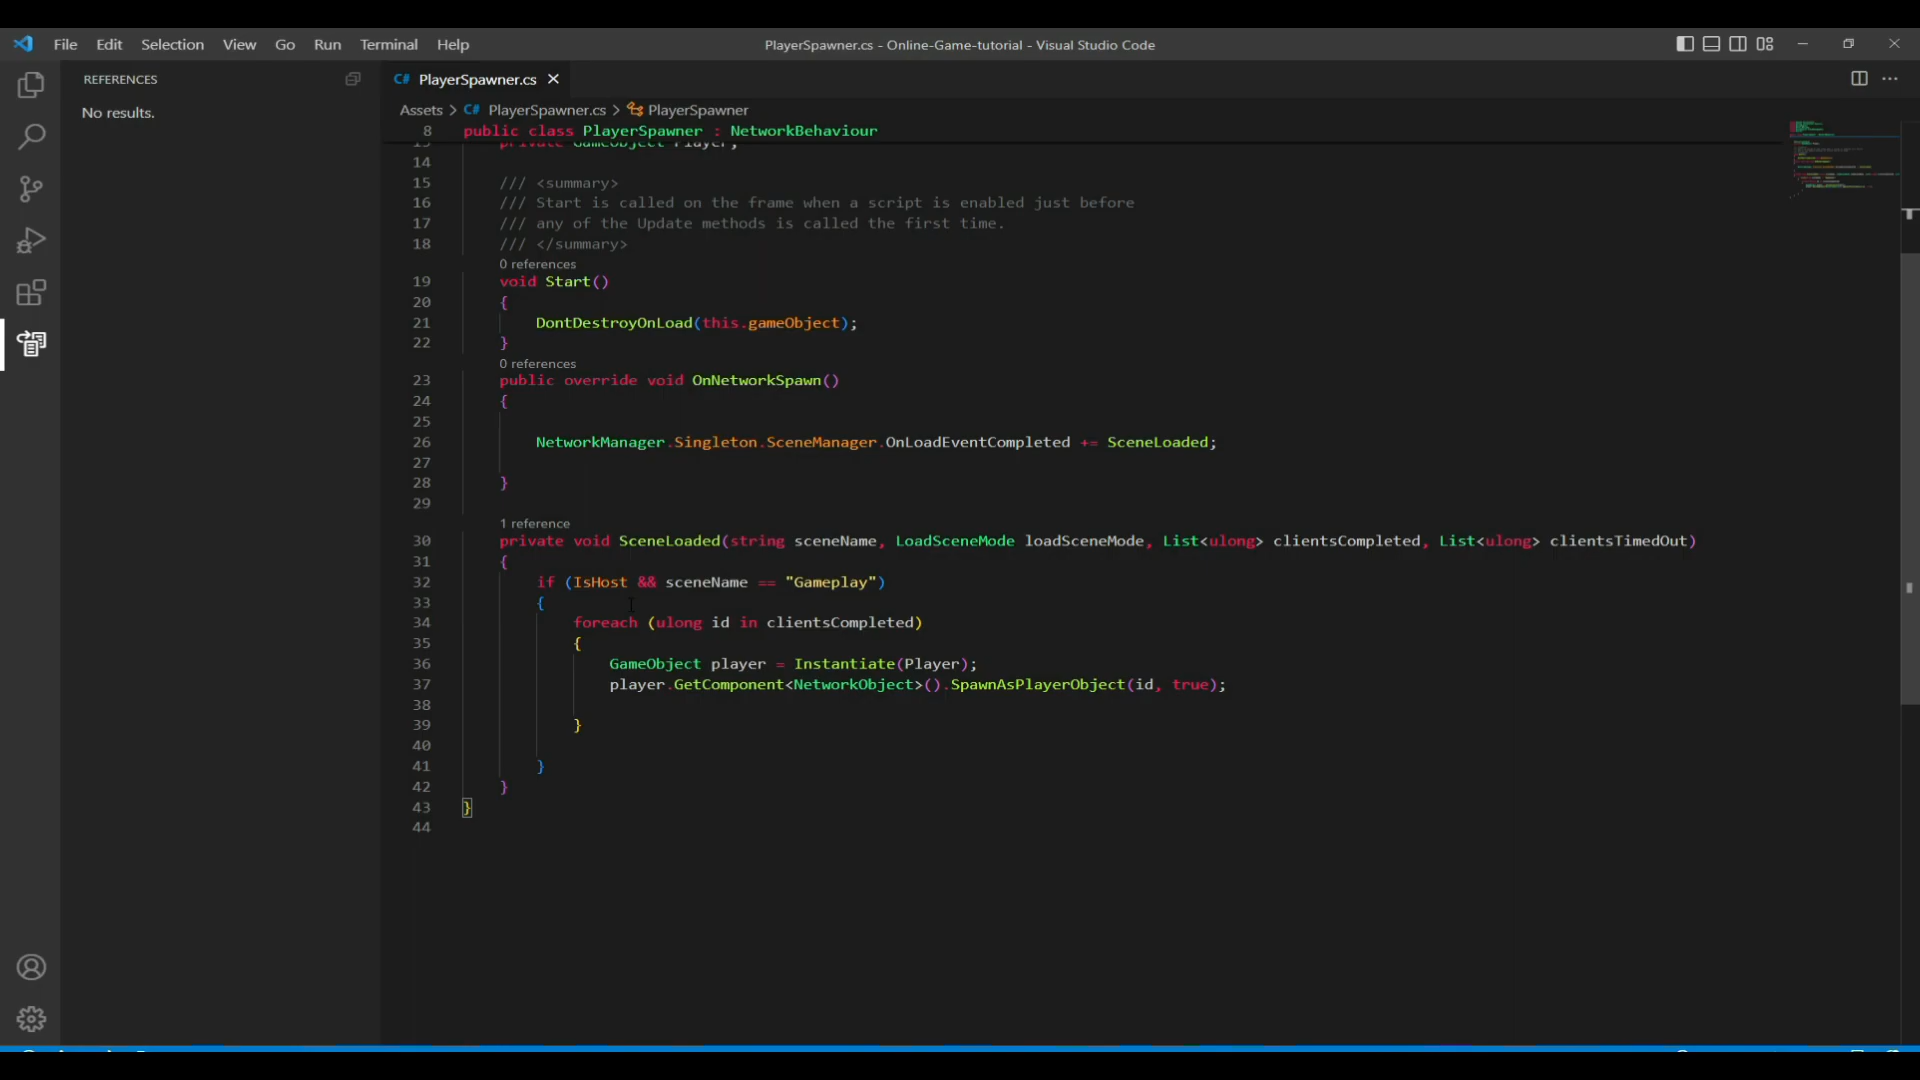 File Edit Selection View Go Run Terminal Help PlayerSpawner.cs - Online-Game-tutorial - Visual Studio Code
REFERENCES
No results.
C# PlayerSpawner.cs
Assets > C# PlayerSpawner.cs > PlayerSpawner
8 public class PlayerSpawner : NetworkBehaviour
13 private GameObject Player;
14
15 /// <summary>
16 /// Start is called on the frame when a script is enabled just before
17 /// any of the Update methods is called the first time.
18 /// </summary>
0 references
19 void Start()
20 {
21 DontDestroyOnLoad(this.gameObject);
22 }
0 references
23 public override void OnNetworkSpawn()
24 {
25
26 NetworkManager.Singleton.SceneManager.OnLoadEventCompleted += SceneLoaded;
27
28 }
29
1 reference
30 private void SceneLoaded(string sceneName, LoadSceneMode loadSceneMode, List<ulong> clientsCompleted, List<ulong> clientsTimedOut)
31 {
32 if (IsHost && sceneName == "Gameplay")
33 {
34 foreach (ulong id in clientsCompleted)
35 {
36 GameObject player = Instantiate(Player);
37 player.GetComponent<NetworkObject>().SpawnAsPlayerObject(id, true);
38
39 }
40
41 }
42 }
43 }
44